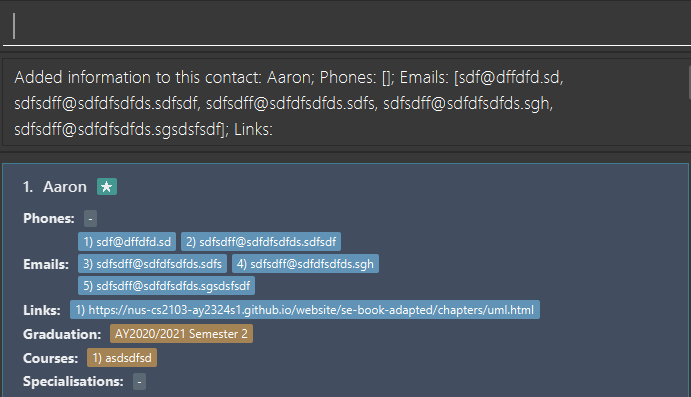 Added information to this contact: Aaron; Phones: []; Emails: [sdf@dffdfd.sd,
sdfsdff@sdfdfsdfds.sdfsdf, sdfsdff@sdfdfsdfds.sdfs, sdfsdff@sdfdfsdfds.sgh,
sdfsdff@sdfdfsdfds.sgsdsfsdf]; Links:
1. Aaron
Phones: -
1) sdf@dffdfd.sd 2) sdfsdff@sdfdfsdfds.sdfsdf
Emails: 3) sdfsdff@sdfdfsdfds.sdfs 4) sdfsdff@sdfdfsdfds.sgh
5) sdfsdff@sdfdfsdfds.sgsdsfsdf
Links: 1) https://nus-cs2103-ay2324s1.github.io/website/se-book-adapted/chapters/uml.html
Graduation: AY2020/2021 Semester 2
Courses: 1) asdsdfsd
Specialisations: -